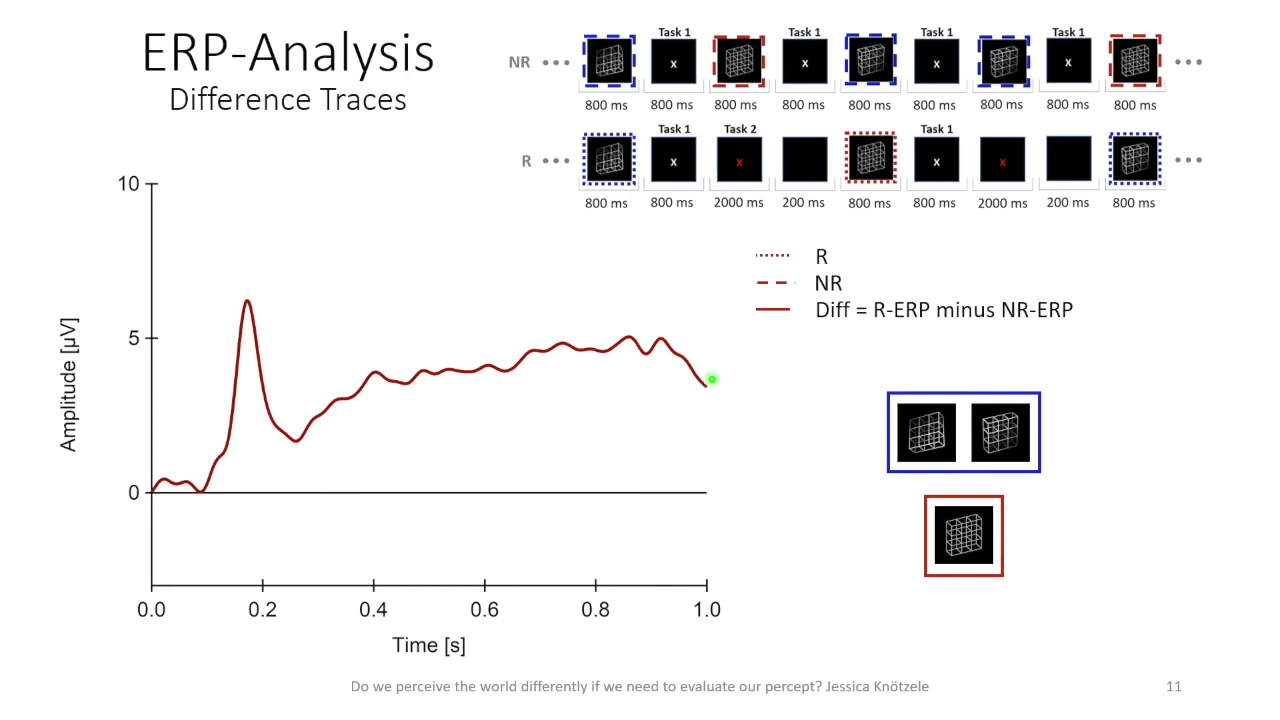 ERP-Analysis
Difference Traces
Task 1 Task 1 Task 1 Task 1
NR ••• x x x x •••
800 ms 800 ms 2000 ms 800 ms 800 ms 800 ms 800 ms 800 ms 800 ms
Task 1 Task 2 Task 1
R ••• x x x x •••
800 ms 800 ms 2000 ms 200 ms 800 ms 800 ms 2000 ms 200 ms 800 ms
R
NR
Diff = R-ERP minus NR-ERP
10
5
0
Amplitude [µV]
0.0 0.2 0.4 0.6 0.8 1.0
Time [s]
Do we perceive the world differently if we need to evaluate our percept? Jessica Knötzele
11